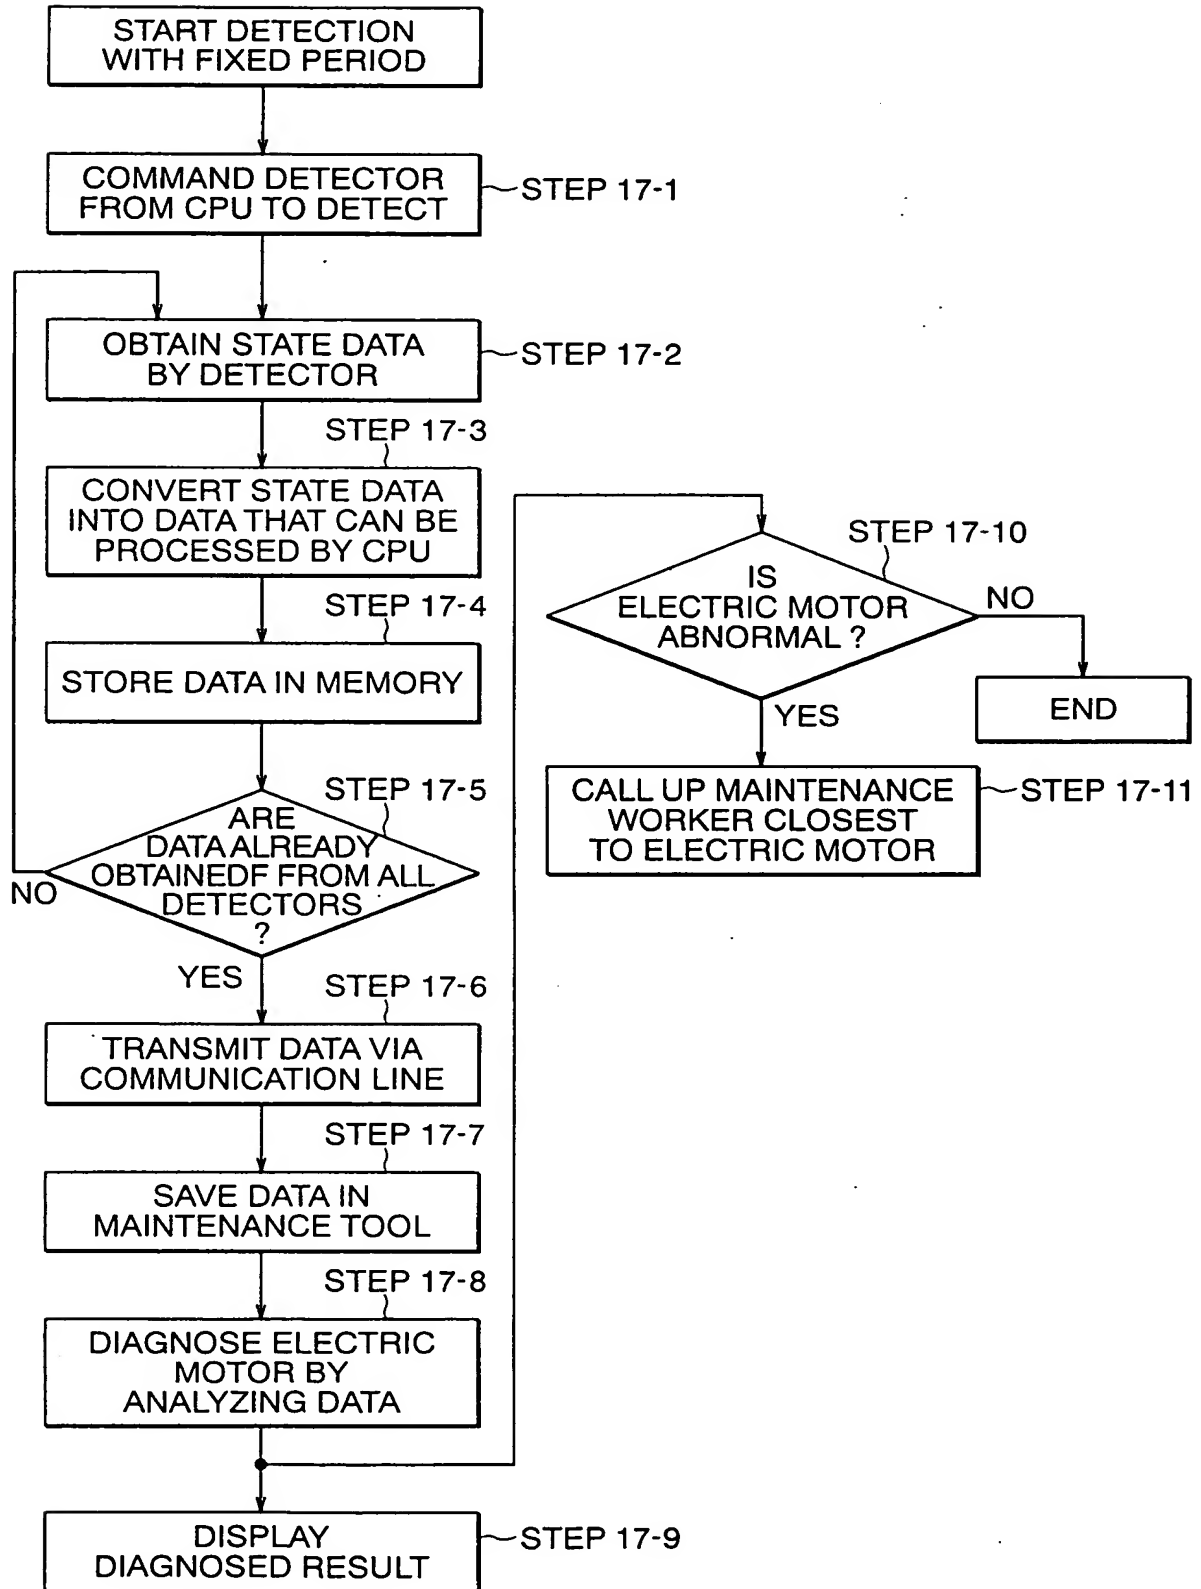 START DETECTION
WITH FIXED PERIOD
COMMAND DETECTOR
FROM CPU TO DETECT
STEP 17-1
OBTAIN STATE DATA
BY DETECTOR
STEP 17-2
STEP 17-3
CONVERT STATE DATA
INTO DATA THAT CAN BE
PROCESSED BY CPU
STEP 17-4
STORE DATA IN MEMORY
STEP 17-5
ARE
DATA ALREADY
OBTAINEDF FROM ALL
DETECTORS
?
NO
YES
STEP 17-6
TRANSMIT DATA VIA
COMMUNICATION LINE
STEP 17-7
SAVE DATA IN
MAINTENANCE TOOL
STEP 17-8
DIAGNOSE ELECTRIC
MOTOR BY
ANALYZING DATA
DISPLAY
DIAGNOSED RESULT
STEP 17-9
STEP 17-10
IS
ELECTRIC MOTOR
ABNORMAL ?
NO
END
YES
CALL UP MAINTENANCE
WORKER CLOSEST
TO ELECTRIC MOTOR
STEP 17-11